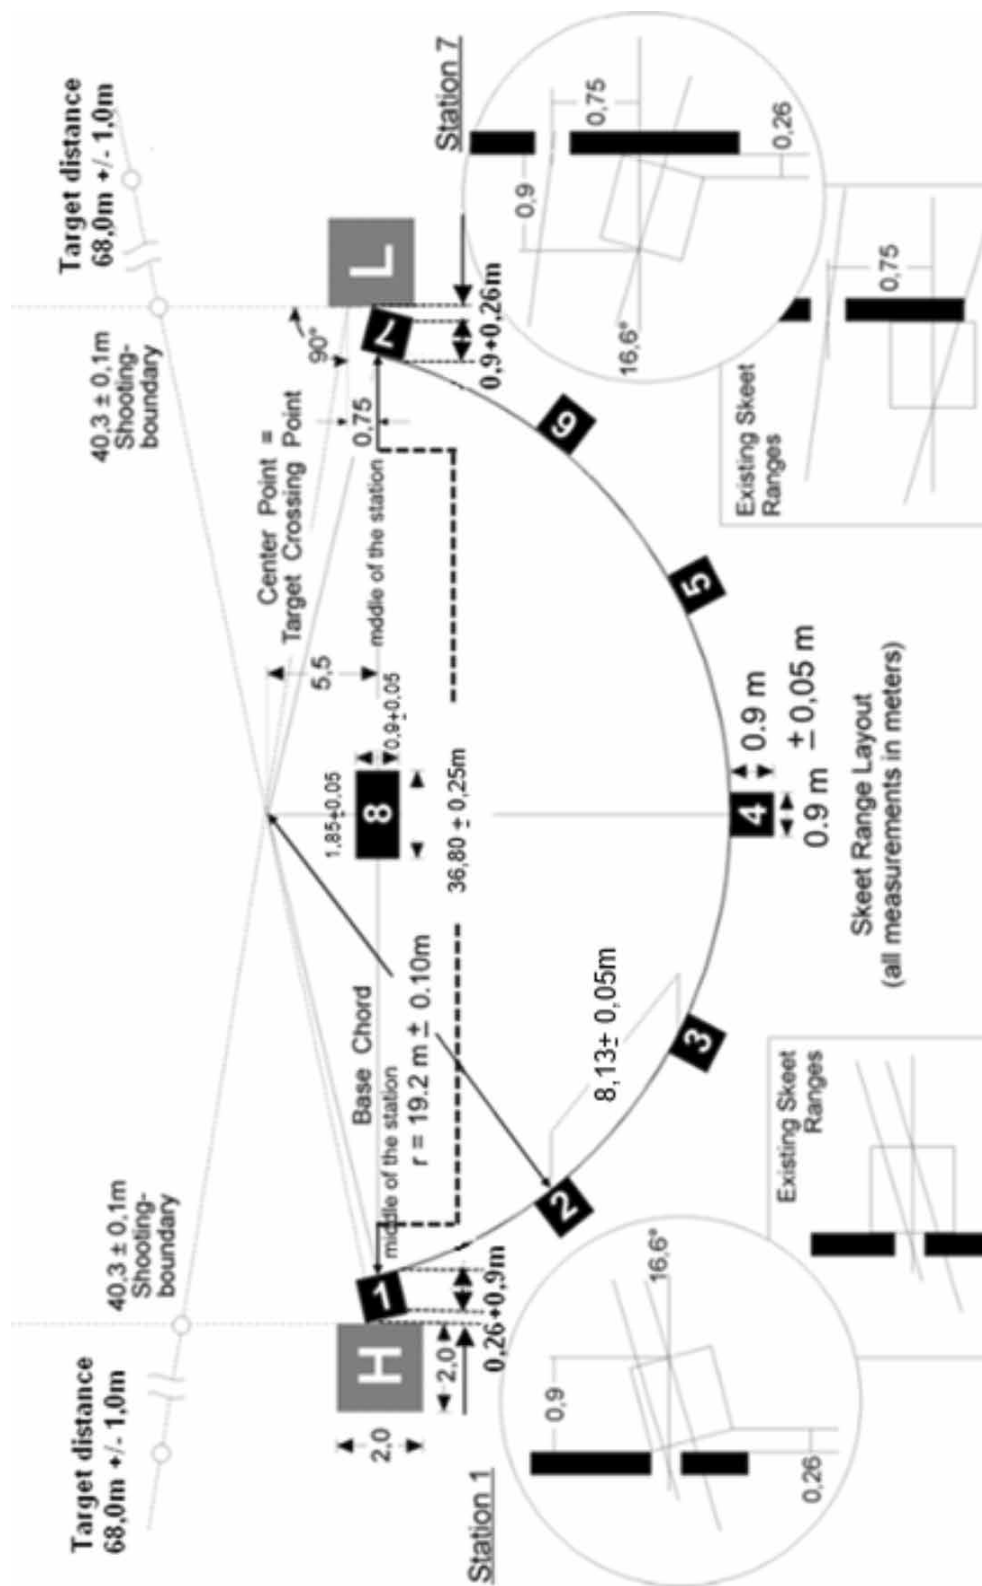 Target distance
68,0m +/- 1,0m
40,3 ± 0,1m
Shooting-
boundary
Target distance
68,0m +/- 1,0m
40,3 ± 0,1m
Shooting-
boundary
Center Point =
Target Crossing Point
90°
5,5
0,75
1,85±0,05
0,9±0,05
H
L
1
8
7
2,0
2,0
Base Chord
middle of the station
mddle of the station
r = 19.2 m ± 0.10m
36,80 ± 0,25m
0,26+0,9m
0,9+0,26m
Station 1
Station 7
2
3
4
5
6
8,13± 0,05m
0.9 m
0.9 m ± 0,05 m
0,9
16,6°
0,26
0,9
0,75
16,6°
0,26
Existing Skeet
Ranges
Existing Skeet
Ranges
0,75
Skeet Range Layout
(all measurements in meters)